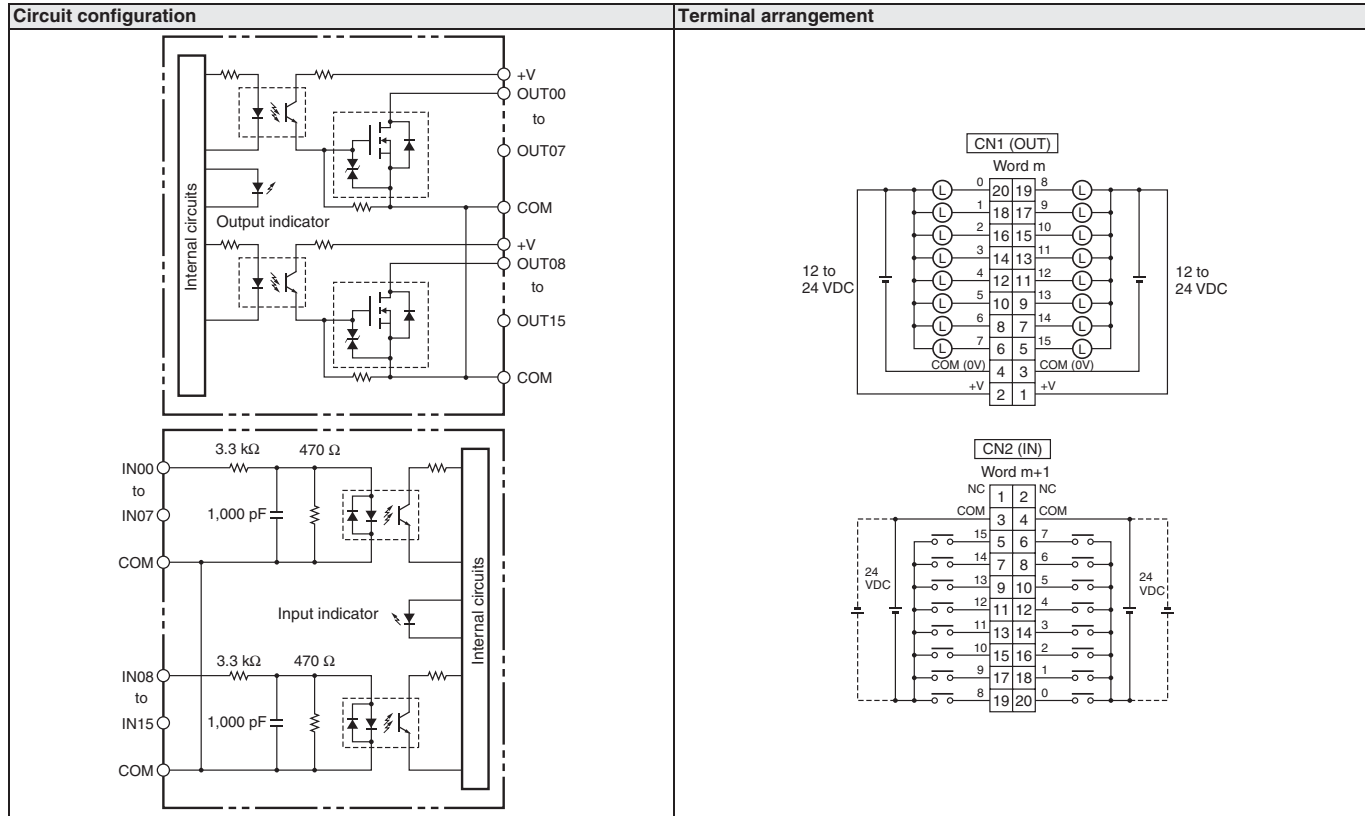 Circuit configuration
Terminal arrangement
+V
OUT00
to
OUT07
COM
Output indicator
+V
OUT08
to
OUT15
COM
Internal circuits
3.3 kΩ 470 Ω
IN00
to
IN07
1,000 pF
COM
Input indicator
3.3 kΩ 470 Ω
IN08
to
IN15
1,000 pF
COM
Internal circuits
CN1 (OUT)
Word m
L 0 20 19 8 L
L 1 18 17 9 L
L 2 16 15 10 L
L 3 14 13 11 L
L 4 12 11 12 L
L 5 10 9 13 L
L 6 8 7 14 L
L 7 6 5 15 L
COM (0V) 4 3 COM (0V)
+V 2 1 +V
12 to
24 VDC
12 to
24 VDC
CN2 (IN)
Word m+1
NC 1 2 NC
COM 3 4 COM
15 5 6 7
14 7 8 6
13 9 10 5
12 11 12 4
11 13 14 3
10 15 16 2
9 17 18 1
8 19 20 0
24
VDC
24
VDC